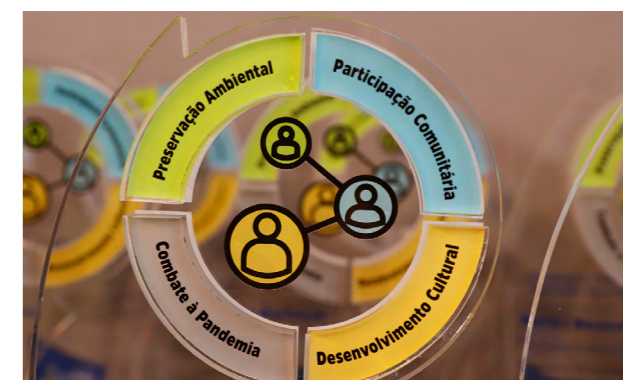 Preservação Ambiental
Participação Comunitária
Combate à Pandemia
Desenvolvimento Cultural